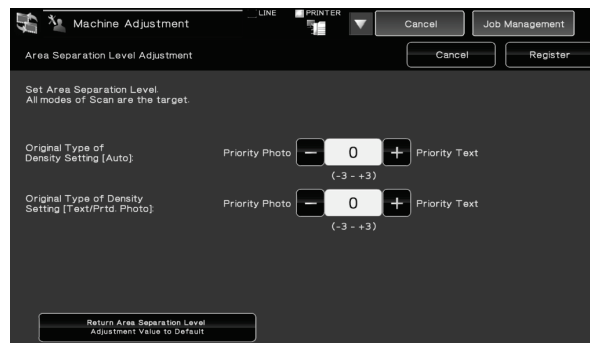 Machine Adjustment
LINE
PRINTER
Cancel
Job Management
Area Separation Level Adjustment
Cancel
Register
Set Area Separation Level.
All modes of Scan are the target.
Original Type of
Density Setting [Auto]:
Priority Photo
−
0
+
Priority Text
(-3 - +3)
Original Type of Density
Setting [Text/Prtd. Photo]:
Priority Photo
−
0
+
Priority Text
(-3 - +3)
Return Area Separation Level
Adjustment Value to Default